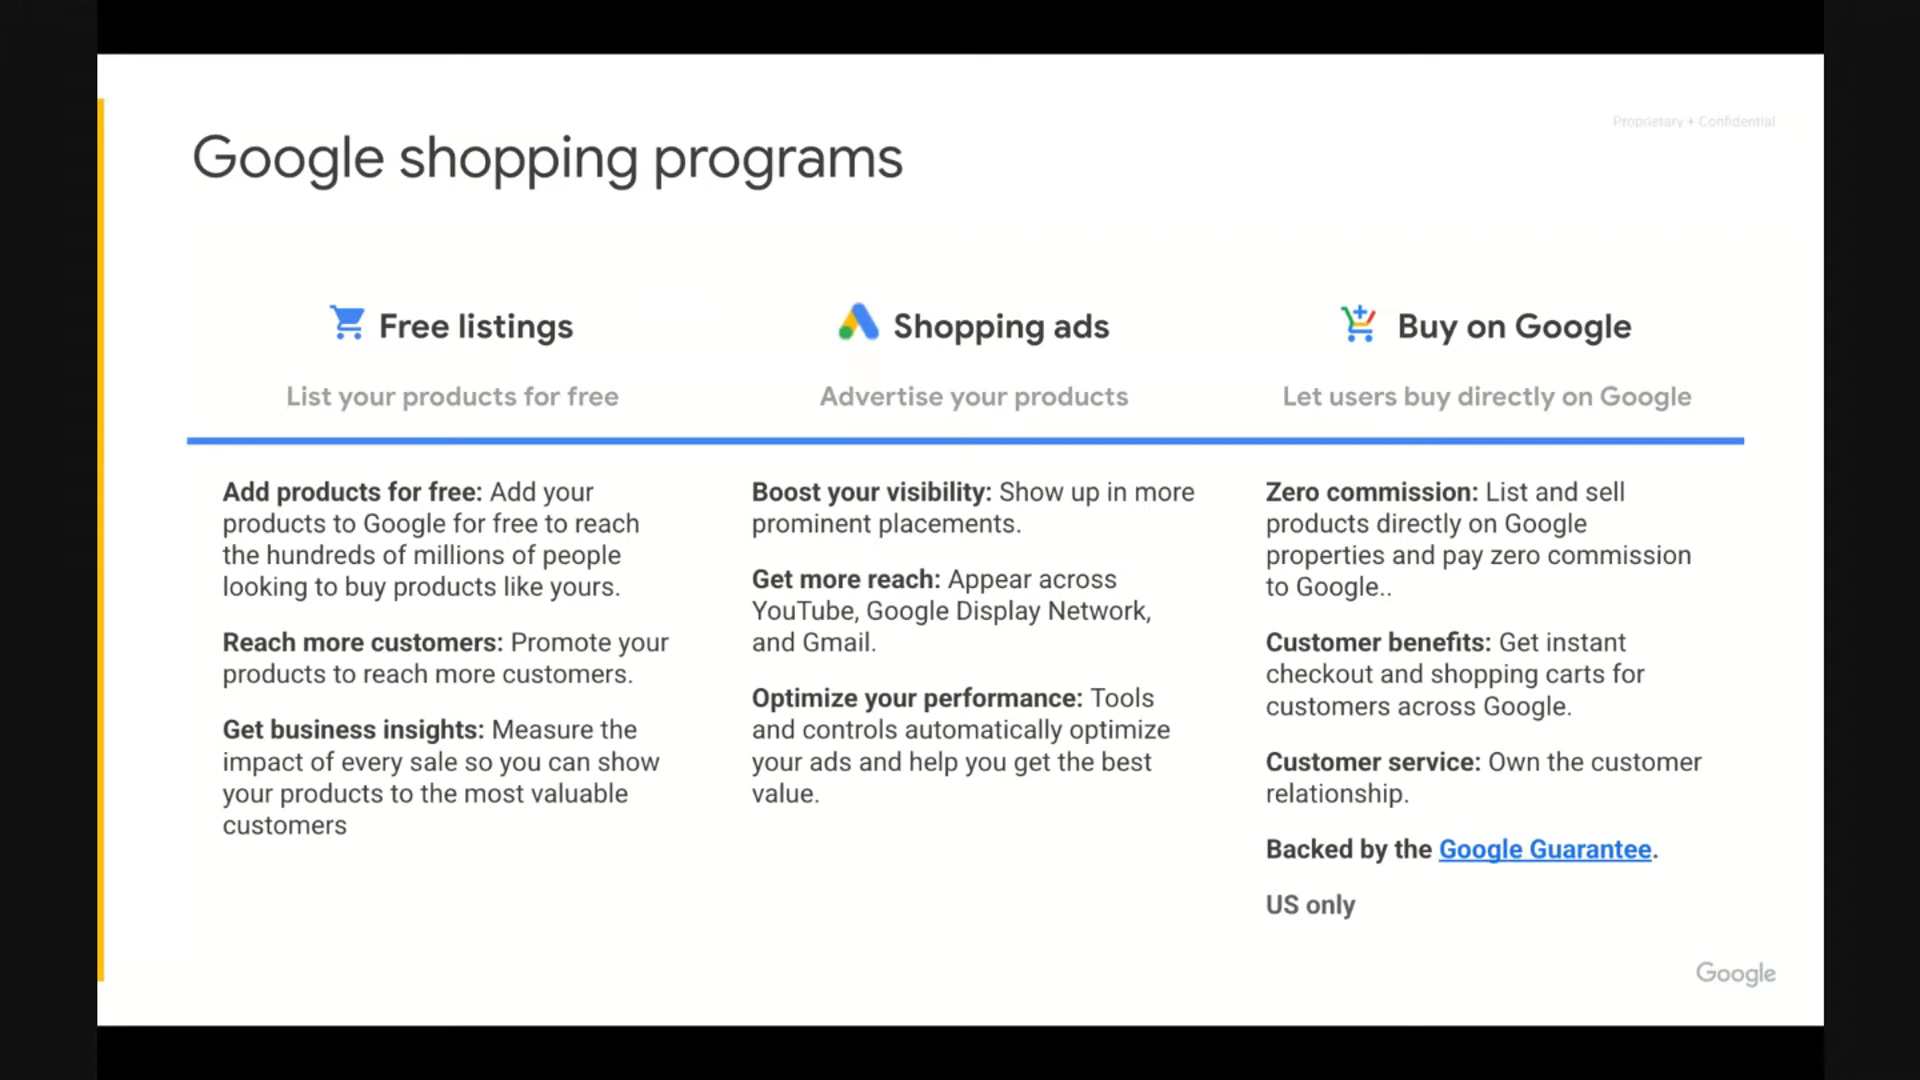 Proprietary + Confidential
Google shopping programs
Free listings
List your products for free
Add products for free: Add your
products to Google for free to reach
the hundreds of millions of people
looking to buy products like yours.
Reach more customers: Promote your
products to reach more customers.
Get business insights: Measure the
impact of every sale so you can show
your products to the most valuable
customers
Shopping ads
Advertise your products
Boost your visibility: Show up in more
prominent placements.
Get more reach: Appear across
YouTube, Google Display Network,
and Gmail.
Optimize your performance: Tools
and controls automatically optimize
your ads and help you get the best
value.
Buy on Google
Let users buy directly on Google
Zero commission: List and sell
products directly on Google
properties and pay zero commission
to Google..
Customer benefits: Get instant
checkout and shopping carts for
customers across Google.
Customer service: Own the customer
relationship.
Backed by the Google Guarantee.
US only
Google